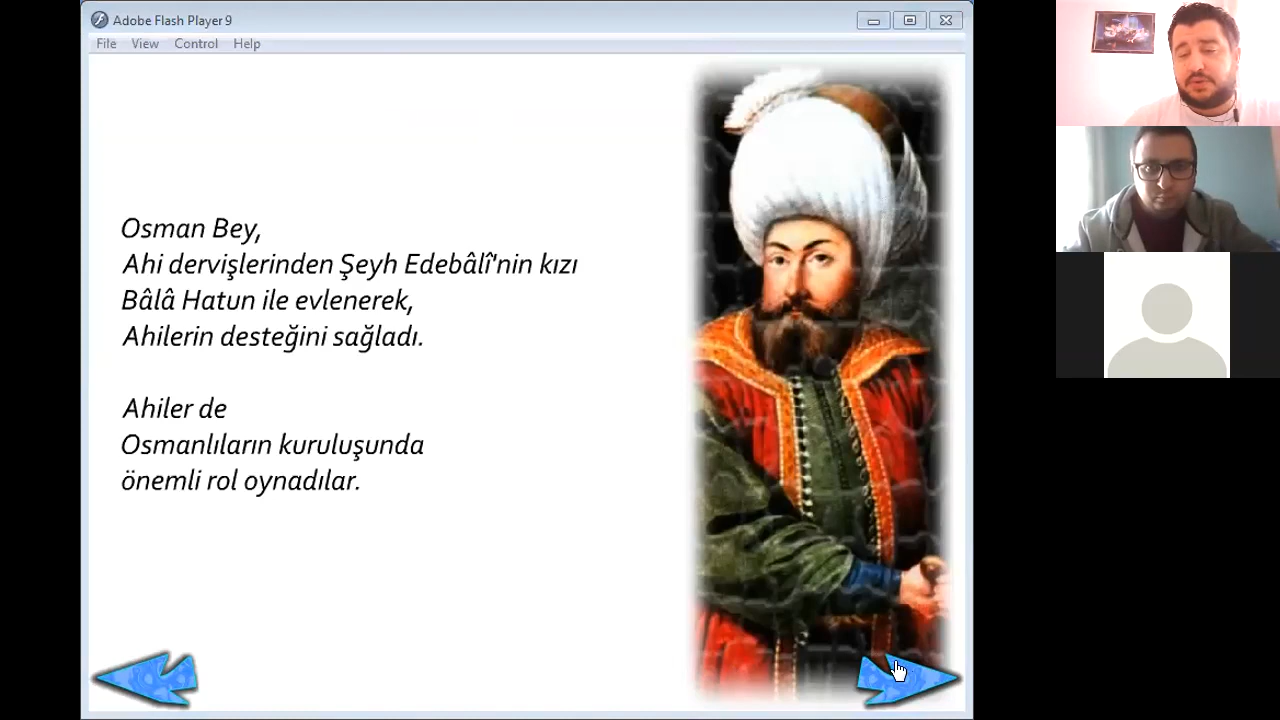 Adobe Flash Player 9
File View Control Help
Osman Bey,
Ahi dervişlerinden Şeyh Edebâlî'nin kızı
Bâlâ Hatun ile evlenerek,
Ahilerin desteğini sağladı.
Ahiler de
Osmanlıların kuruluşunda
önemli rol oynadılar.